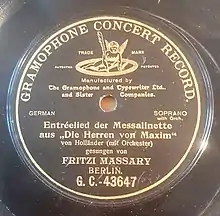 GRAMOPHONE CONCERT RECORD.
TRADE MARK
Manufactured by
The Gramophone and Typewriter Ltd.,
and Sister Companies.
GERMAN
SOPRANO
with Orch.
Entréelied der Messalinette
aus „Die Herren von Maxim"
von Holländer (mit Orchester)
gesungen von
FRITZI MASSARY
BERLIN.
G. C.-43647